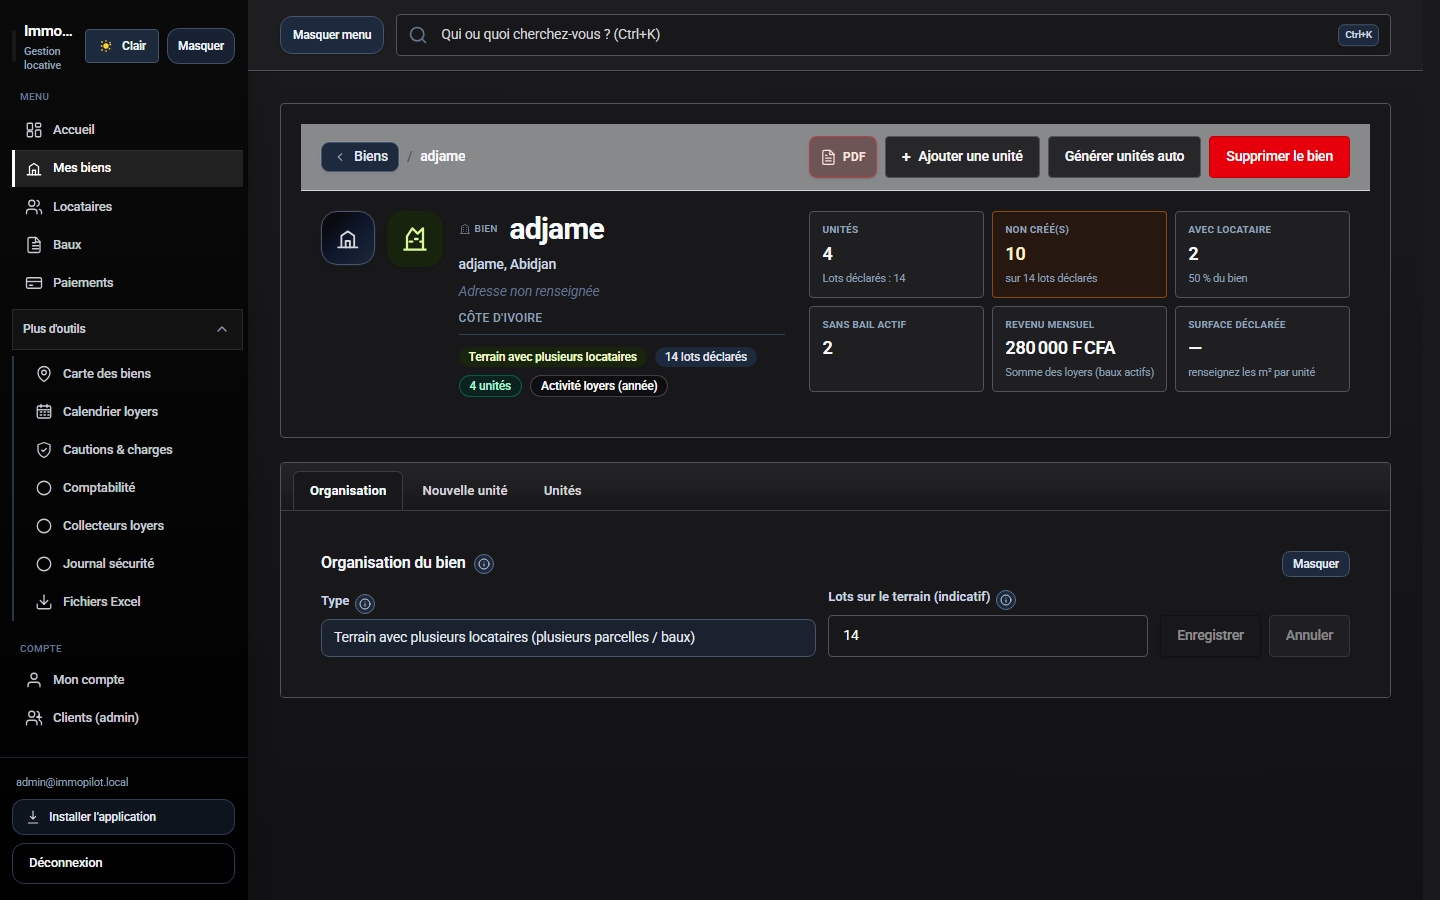 Immo...
Gestion
locative
Clair
Masquer
MENU
Accueil
Mes biens
Locataires
Baux
Paiements
Plus d'outils
Carte des biens
Calendrier loyers
Cautions & charges
Comptabilité
Collecteurs loyers
Journal sécurité
Fichiers Excel
COMPTE
Mon compte
Clients (admin)
admin@immopilot.local
Installer l'application
Déconnexion
Masquer menu
Qui ou quoi cherchez-vous ? (Ctrl+K)
Ctrl+K
Biens / adjame
PDF
+ Ajouter une unité
Générer unités auto
Supprimer le bien
BIEN adjame
adjame, Abidjan
Adresse non renseignée
CÔTE D'IVOIRE
Terrain avec plusieurs locataires
14 lots déclarés
4 unités
Activité loyers (année)
UNITÉS
4
Lots déclarés : 14
NON CRÉÉ(S)
10
sur 14 lots déclarés
AVEC LOCATAIRE
2
50 % du bien
SANS BAIL ACTIF
2
REVENU MENSUEL
280 000 F CFA
Somme des loyers (baux actifs)
SURFACE DÉCLARÉE
—
renseignez les m² par unité
Organisation
Nouvelle unité
Unités
Organisation du bien
Masquer
Type
Terrain avec plusieurs locataires (plusieurs parcelles / baux)
Lots sur le terrain (indicatif)
14
Enregistrer
Annuler